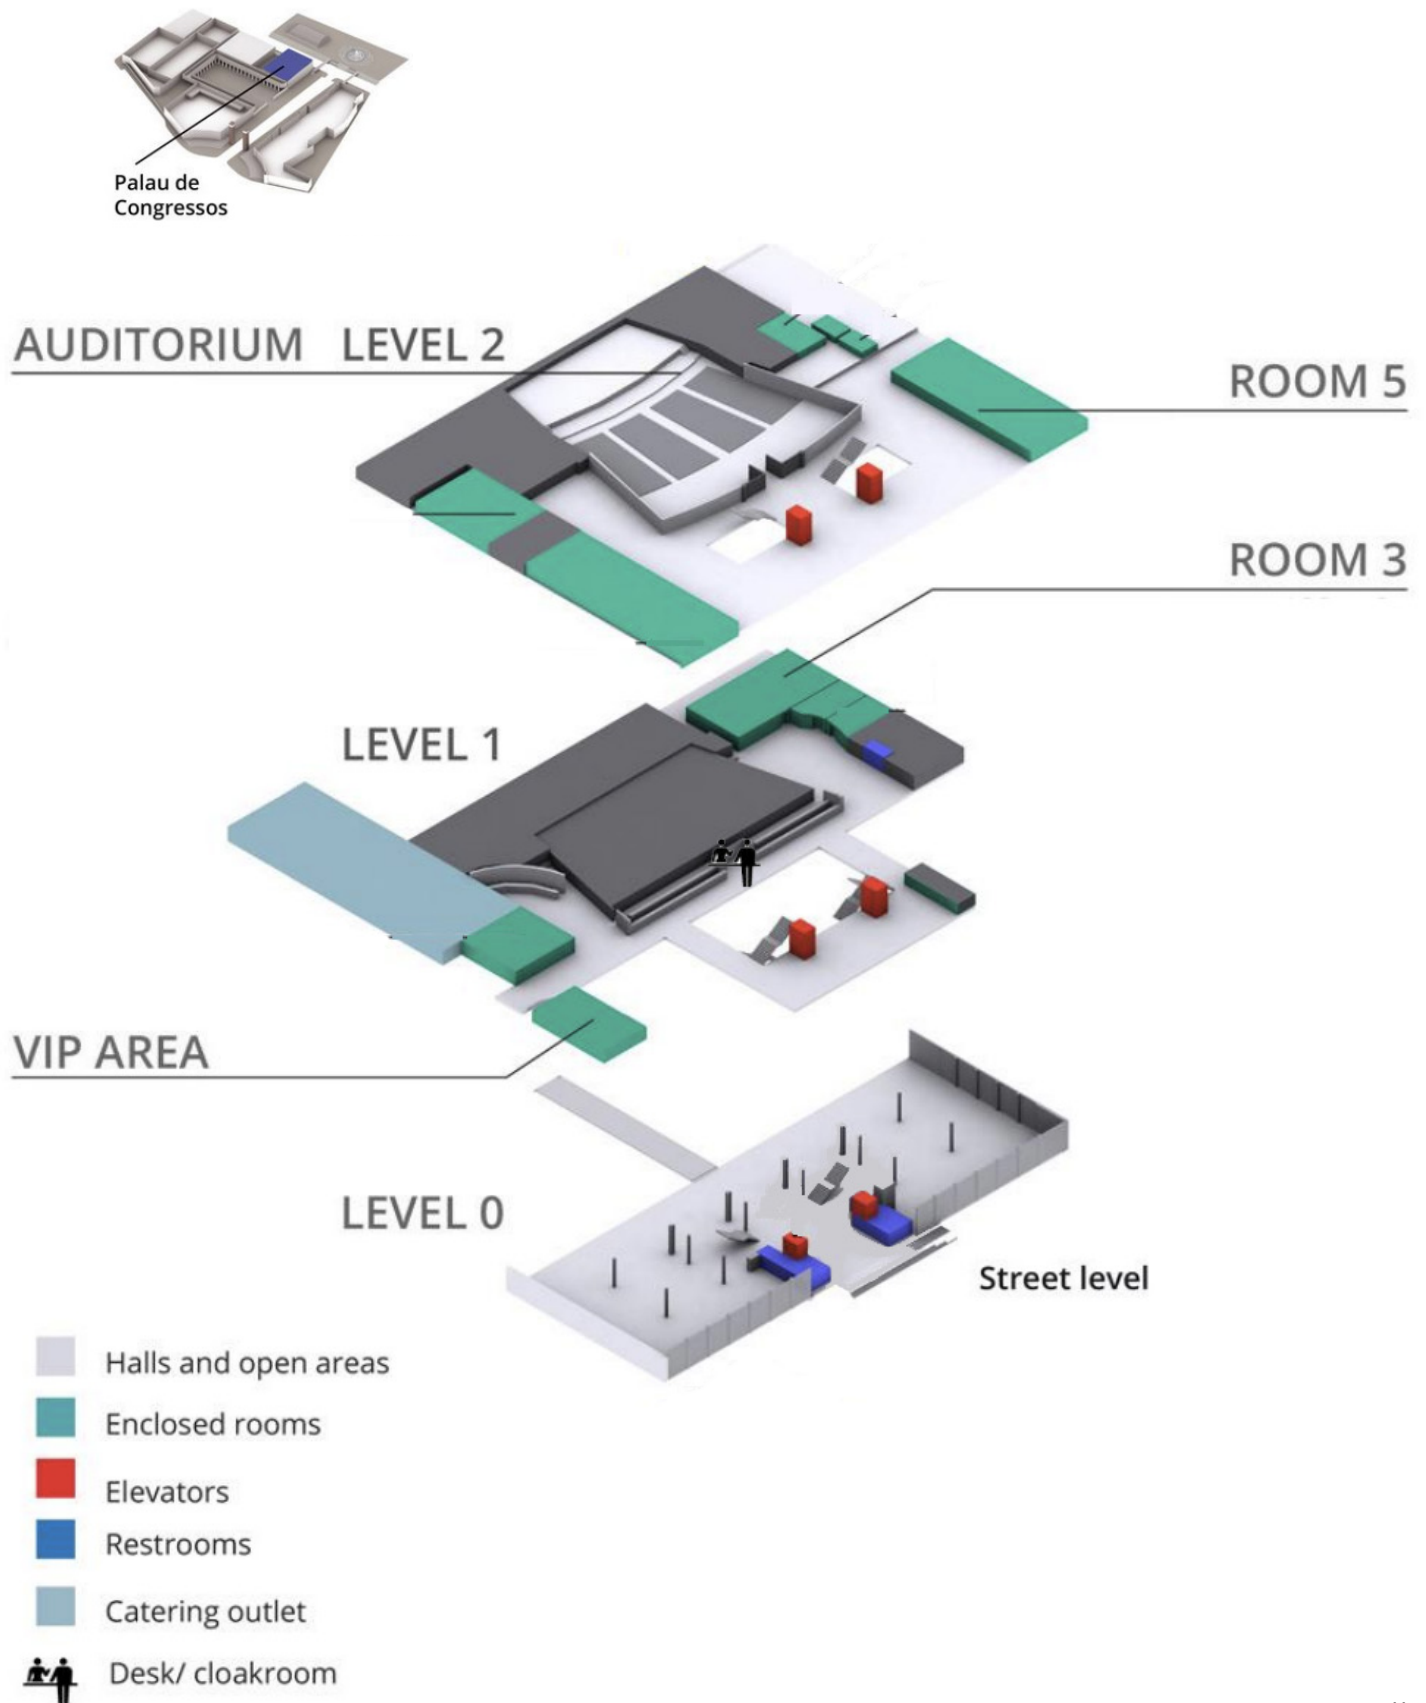 Palau de
Congressos
AUDITORIUM LEVEL 2
ROOM 5
ROOM 3
LEVEL 1
VIP AREA
LEVEL 0
Street level
Halls and open areas
Enclosed rooms
Elevators
Restrooms
Catering outlet
Desk/ cloakroom